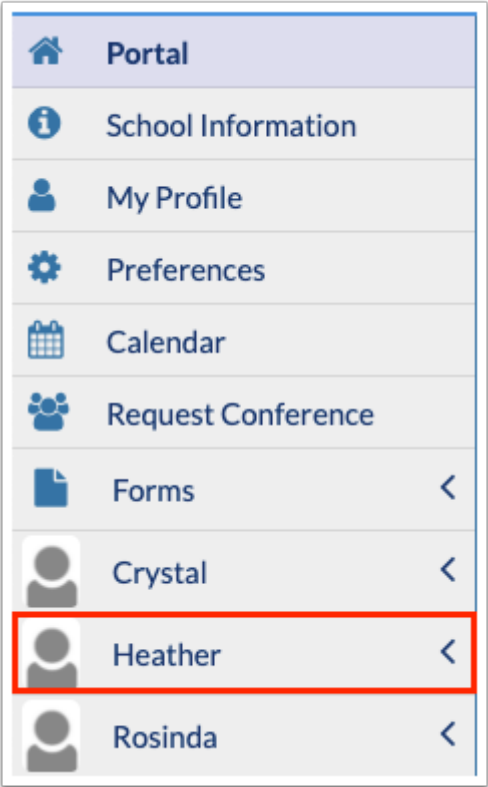 Portal
School Information
My Profile
Preferences
Calendar
Request Conference
Forms
Crystal
Heather
Rosinda